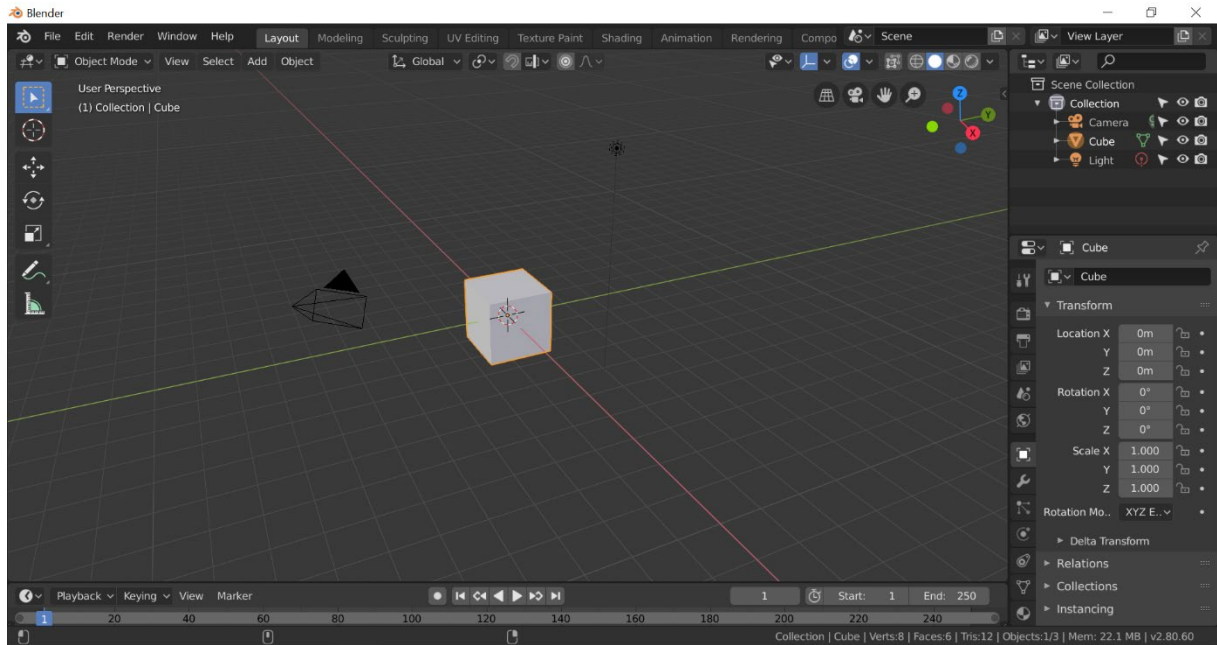 Blender
File Edit Render Window Help Layout Modeling Sculpting UV Editing Texture Paint Shading Animation Rendering Compo Scene View Layer
Object Mode View Select Add Object Global
User Perspective
(1) Collection | Cube
Z
Y
X
Scene Collection
Collection
Camera
Cube
Light
Cube
Cube
Transform
Location X 0m
Y 0m
Z 0m
Rotation X 0°
Y 0°
Z 0°
Scale X 1.000
Y 1.000
Z 1.000
Rotation Mo.. XYZ E..
Delta Transform
Relations
Collections
Instancing
Playback Keying View Marker 1 Start: 1 End: 250
1 20 40 60 80 100 120 140 160 180 200 220 240
Collection | Cube | Verts:8 | Faces:6 | Tris:12 | Objects:1/3 | Mem: 22.1 MB | v2.80.60